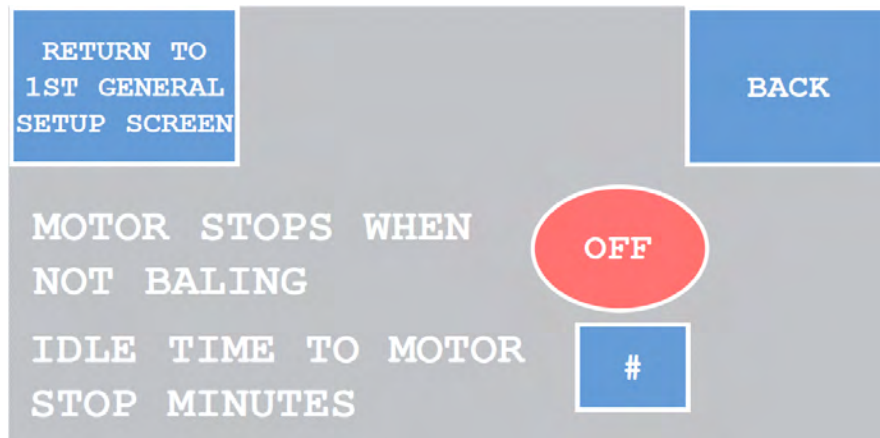 RETURN TO
1ST GENERAL
SETUP SCREEN
BACK
MOTOR STOPS WHEN
NOT BALING
OFF
IDLE TIME TO MOTOR
STOP MINUTES
#